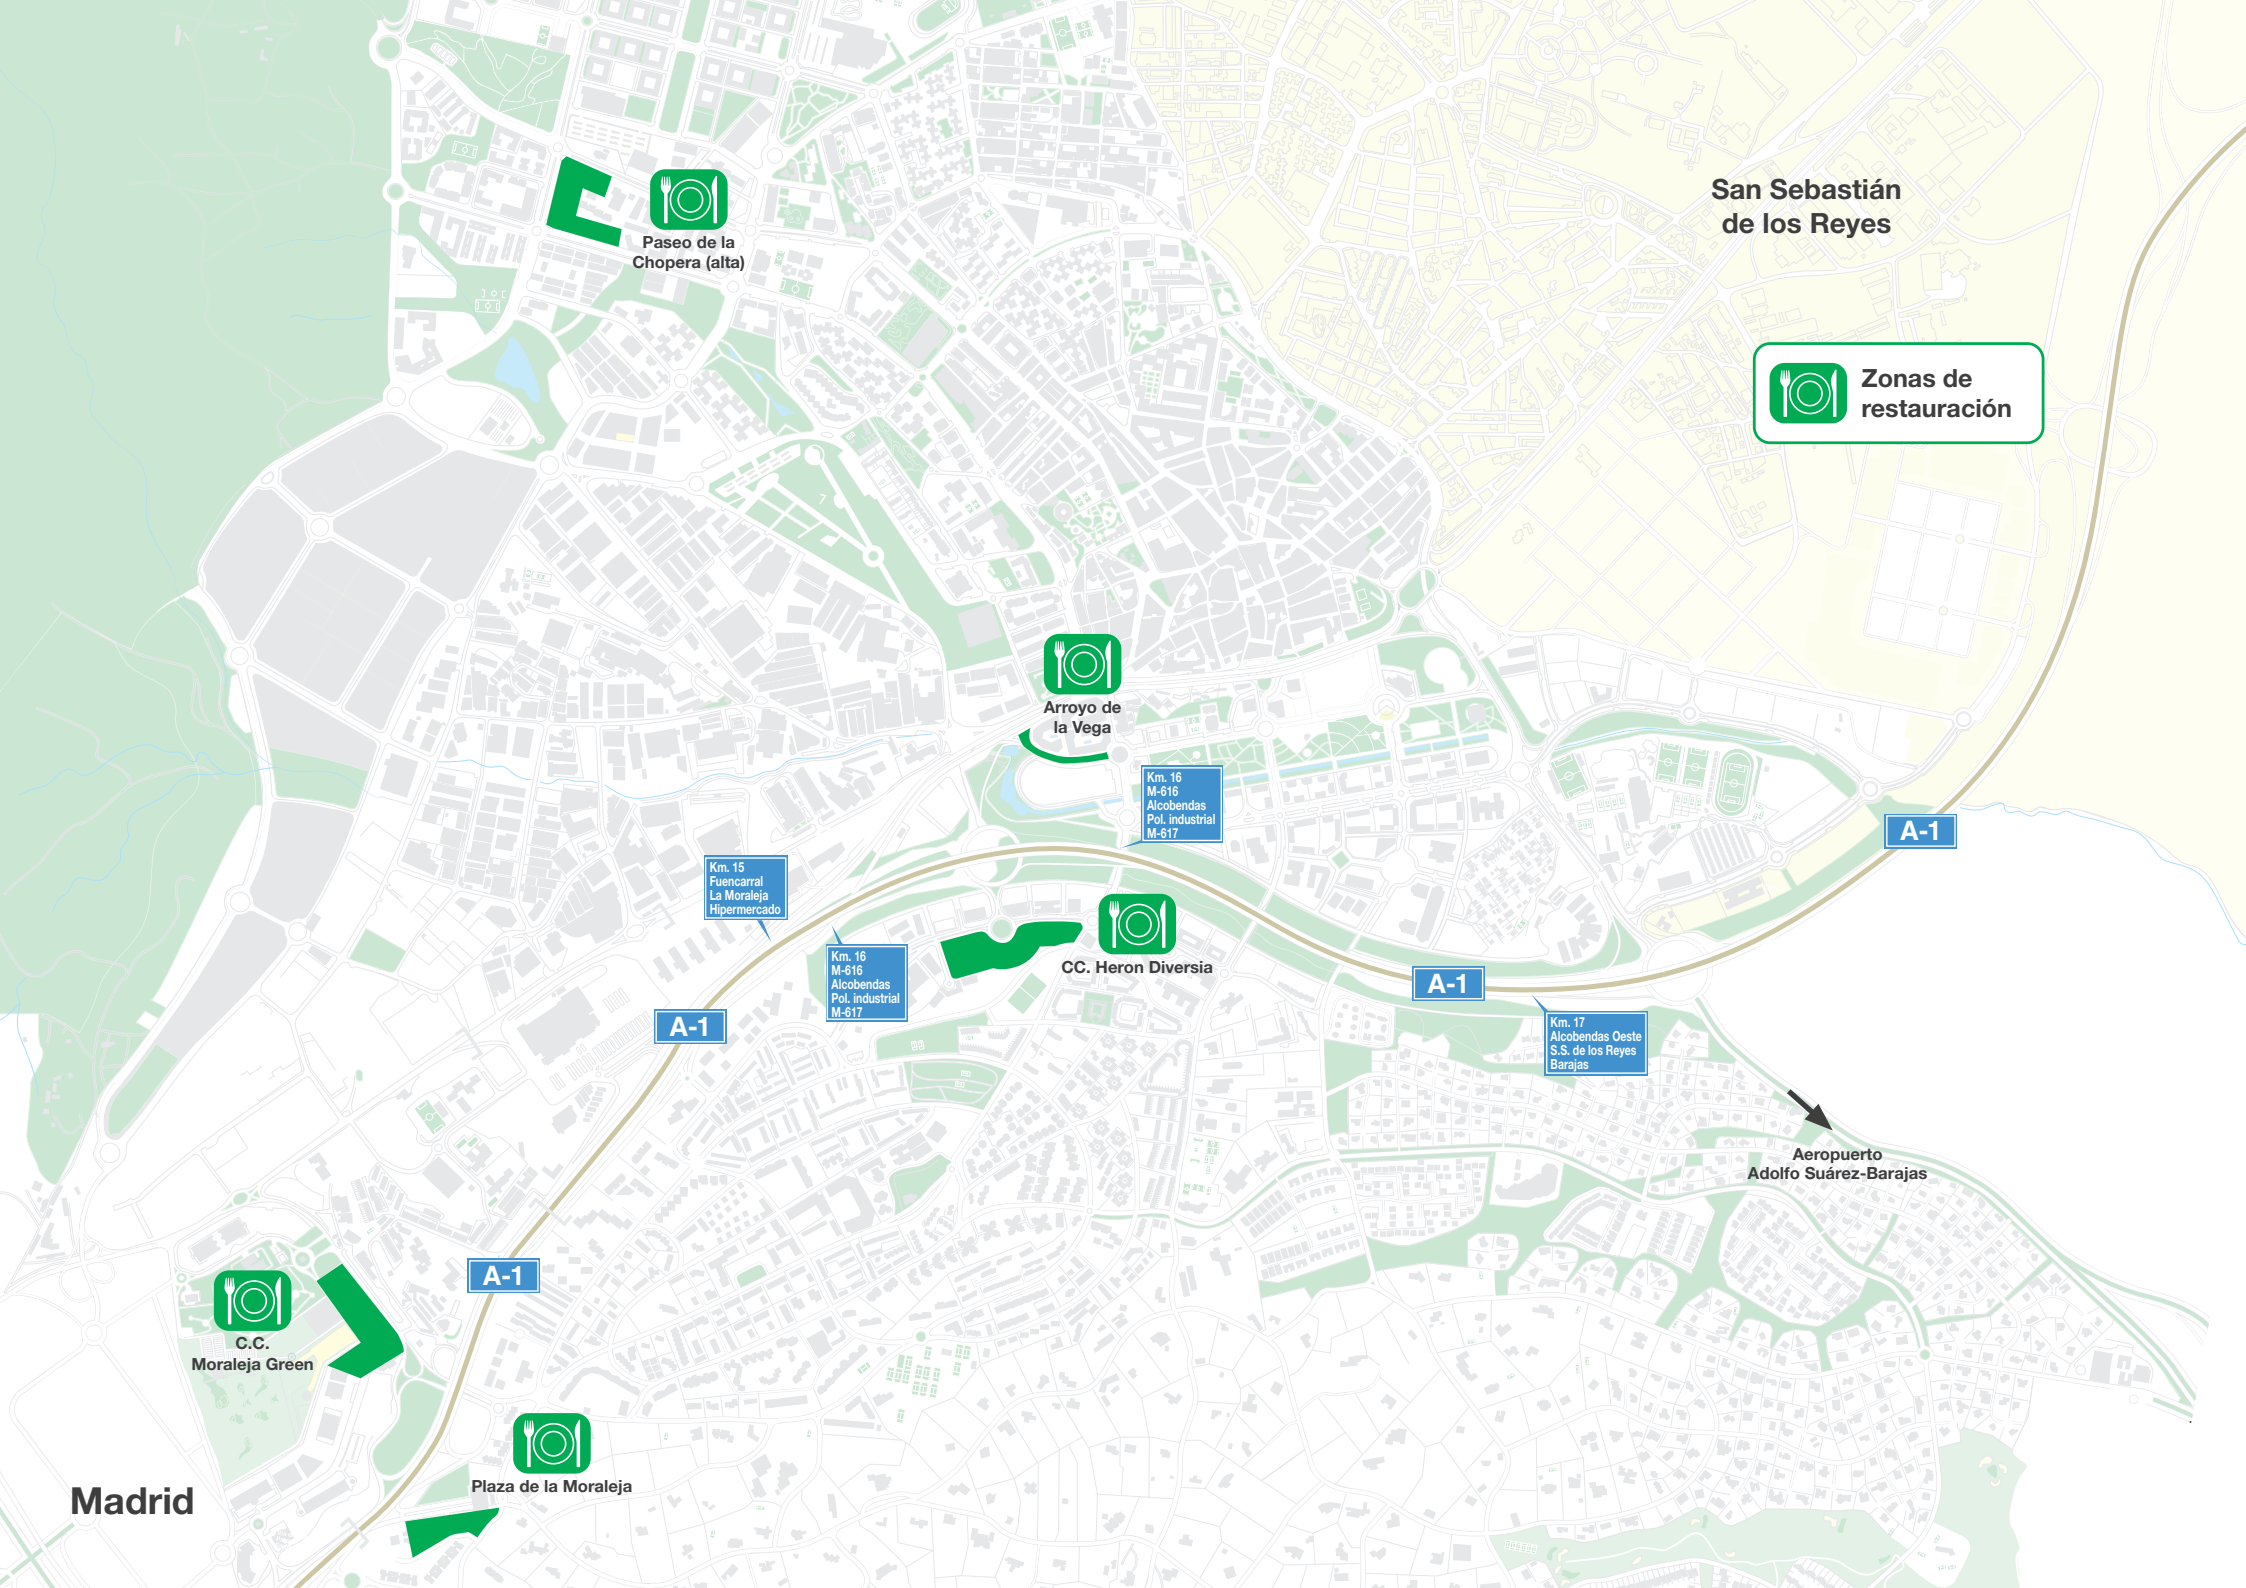 San Sebastián
de los Reyes
Paseo de la
Chopera (alta)
Zonas de
restauración
7
Arroyo de
la Vega
Km. 16
M-616
Alcobendas
Pol. industrial
M-617
A-1
Km. 15
Fuencarral
La Moraleja
Hipermercado
Km. 16
M-616
Alcobendas
Pol. industrial
M-617
CC. Heron Diversia
A-1
A-1
Km. 17
Alcobendas Oeste
S.S. de los Reyes
Barajas
Aeropuerto
Adolfo Suárez-Barajas
A-1
C.C.
Moraleja Green
Plaza de la Moraleja
Madrid